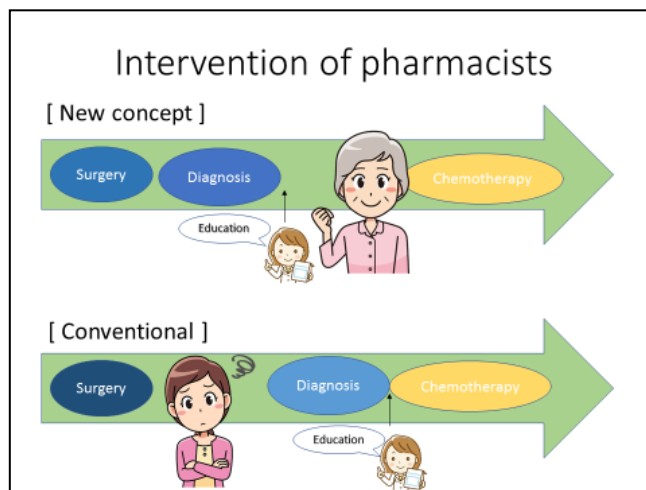 Intervention of pharmacists
[ New concept ]
Surgery
Diagnosis
Chemotherapy
Education
[ Conventional ]
Surgery
Diagnosis
Chemotherapy
Education